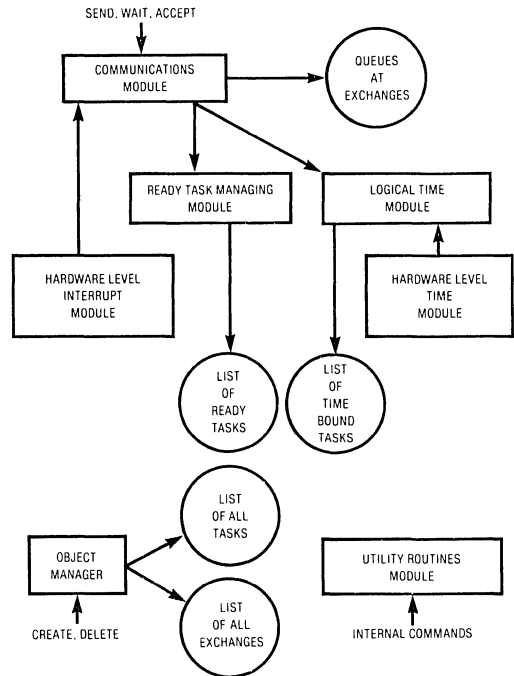 SEND, WAIT, ACCEPT
COMMUNICATIONS
MODULE
QUEUES
AT
EXCHANGES
READY TASK MANAGING
MODULE
LOGICAL TIME
MODULE
HARDWARE LEVEL
INTERRUPT
MODULE
HARDWARE LEVEL
TIME
MODULE
LIST
OF
READY
TASKS
LIST
OF
TIME
BOUND
TASKS
LIST
OF ALL
TASKS
OBJECT
MANAGER
UTILITY ROUTINES
MODULE
LIST
OF ALL
EXCHANGES
CREATE, DELETE
INTERNAL COMMANDS